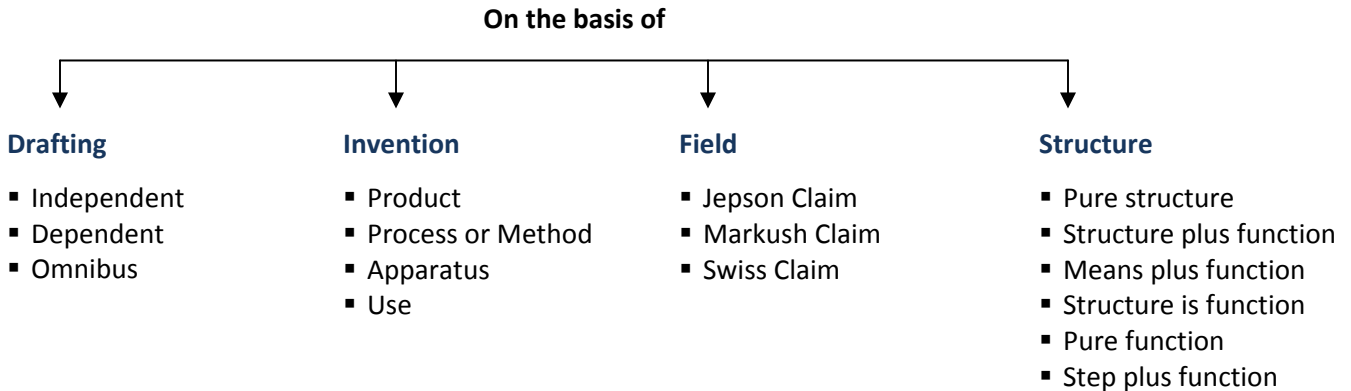 On the basis of
Drafting
▪ Independent
▪ Dependent
▪ Omnibus
Invention
▪ Product
▪ Process or Method
▪ Apparatus
▪ Use
Field
▪ Jepson Claim
▪ Markush Claim
▪ Swiss Claim
Structure
▪ Pure structure
▪ Structure plus function
▪ Means plus function
▪ Structure is function
▪ Pure function
▪ Step plus function